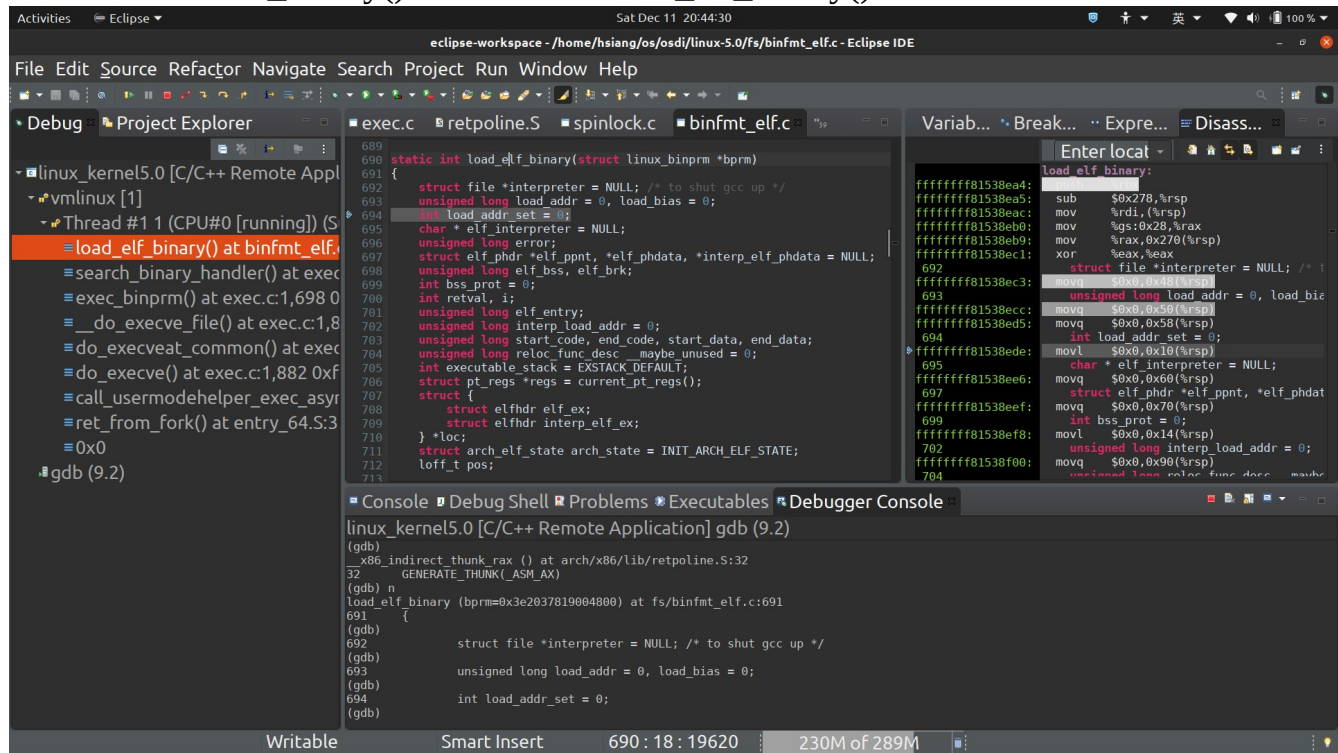 Activities Eclipse Sat Dec 11 20:44:30 英 100 %
eclipse-workspace - /home/hsiang/os/osdi/linux-5.0/fs/binfmt_elf.c - Eclipse IDE
File Edit Source Refactor Navigate Search Project Run Window Help
Debug Project Explorer
linux_kernel5.0 [C/C++ Remote Appl
vmlinux [1]
Thread #1 1 (CPU#0 [running]) (S
load_elf_binary() at binfmt_elf.
search_binary_handler() at exec
exec_binprm() at exec.c:1,698 0
__do_execve_file() at exec.c:1,8
do_execveat_common() at exec
do_execve() at exec.c:1,882 0xf
call_usermodehelper_exec_asyn
ret_from_fork() at entry_64.S:3
0x0
gdb (9.2)
exec.c retpoline.S spinlock.c binfmt_elf.c 39
689
690 static int load_elf_binary(struct linux_binprm *bprm)
691 {
692 struct file *interpreter = NULL; /* to shut gcc up */
693 unsigned long load_addr = 0, load_bias = 0;
694 int load_addr_set = 0;
695 char * elf_interpreter = NULL;
696 unsigned long error;
697 struct elf_phdr *elf_ppnt, *elf_phdata, *interp_elf_phdata = NULL;
698 unsigned long elf_bss, elf_brk;
699 int bss_prot = 0;
700 int retval, i;
701 unsigned long elf_entry;
702 unsigned long interp_load_addr = 0;
703 unsigned long start_code, end_code, start_data, end_data;
704 unsigned long reloc_func_desc __maybe_unused = 0;
705 int executable_stack = EXSTACK_DEFAULT;
706 struct pt_regs *regs = current_pt_regs();
707 struct {
708 struct elfhdr elf_ex;
709 struct elfhdr interp_elf_ex;
710 } *loc;
711 struct arch_elf_state arch_state = INIT_ARCH_ELF_STATE;
712 loff_t pos;
713
Variab... Break... Expre... Disass...
Enter locat
load_elf_binary:
ffffffff81538ea4:
ffffffff81538ea5: sub $0x278,%rsp
ffffffff81538eac: mov %rdi,(%rsp)
ffffffff81538eb0: mov %gs:0x28,%rax
ffffffff81538eb9: mov %rax,0x270(%rsp)
ffffffff81538ec1: xor %eax,%eax
692 struct file *interpreter = NULL; /* t
ffffffff81538ec3: movq $0x0,0x48(%rsp)
693 unsigned long load_addr = 0, load_bia
ffffffff81538ecc: movq $0x0,0x50(%rsp)
ffffffff81538ed5: movq $0x0,0x58(%rsp)
694 int load_addr_set = 0;
ffffffff81538ede: movl $0x0,0x10(%rsp)
695 char * elf_interpreter = NULL;
ffffffff81538ee6: movq $0x0,0x60(%rsp)
697 struct elf_phdr *elf_ppnt, *elf_phdat
ffffffff81538eef: movq $0x0,0x70(%rsp)
699 int bss_prot = 0;
ffffffff81538ef8: movl $0x0,0x14(%rsp)
702 unsigned long interp_load_addr = 0;
ffffffff81538f00: movq $0x0,0x90(%rsp)
704 unsigned long reloc_func_desc __maybe
Console Debug Shell Problems Executables Debugger Console
linux_kernel5.0 [C/C++ Remote Application] gdb (9.2)
(gdb)
__x86_indirect_thunk_rax () at arch/x86/lib/retpoline.S:32
32 GENERATE_THUNK(_ASM_AX)
(gdb) n
load_elf_binary (bprm=0x3e2037819004800) at fs/binfmt_elf.c:691
691 {
(gdb)
692 struct file *interpreter = NULL; /* to shut gcc up */
(gdb)
693 unsigned long load_addr = 0, load_bias = 0;
(gdb)
694 int load_addr_set = 0;
(gdb)
Writable Smart Insert 690 : 18 : 19620 230M of 289M